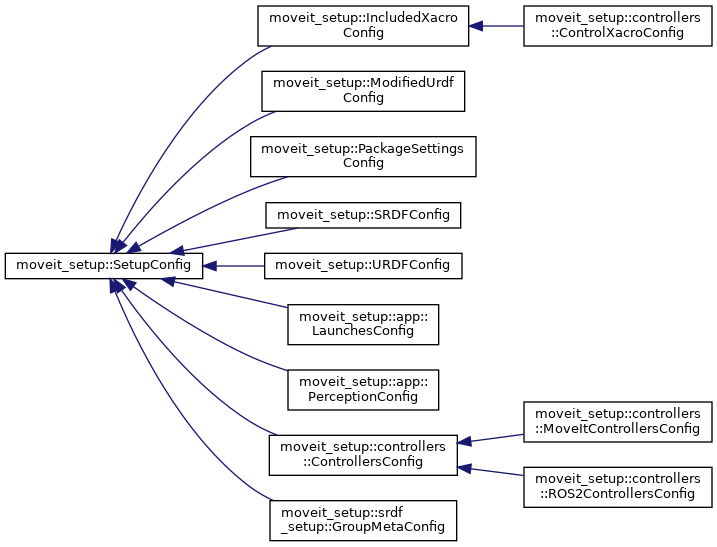 moveit_setup::IncludedXacro
Config
moveit_setup::controllers
::ControlXacroConfig
moveit_setup::ModifiedUrdf
Config
moveit_setup::PackageSettings
Config
moveit_setup::SRDFConfig
moveit_setup::SetupConfig
moveit_setup::URDFConfig
moveit_setup::app::
LaunchesConfig
moveit_setup::app::
PerceptionConfig
moveit_setup::controllers
::ControllersConfig
moveit_setup::controllers
::MoveItControllersConfig
moveit_setup::controllers
::ROS2ControllersConfig
moveit_setup::srdf
_setup::GroupMetaConfig